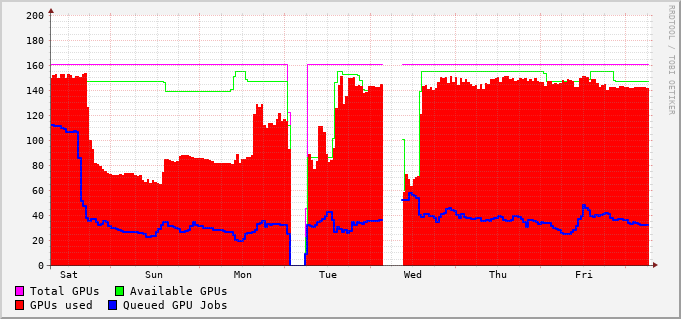 RRDTOOL / TOBI OETIKER
200
180
160
140
120
100
80
60
40
20
0
Sat Sun Mon Tue Wed Thu Fri
Total GPUs Available GPUs
GPUs used Queued GPU Jobs